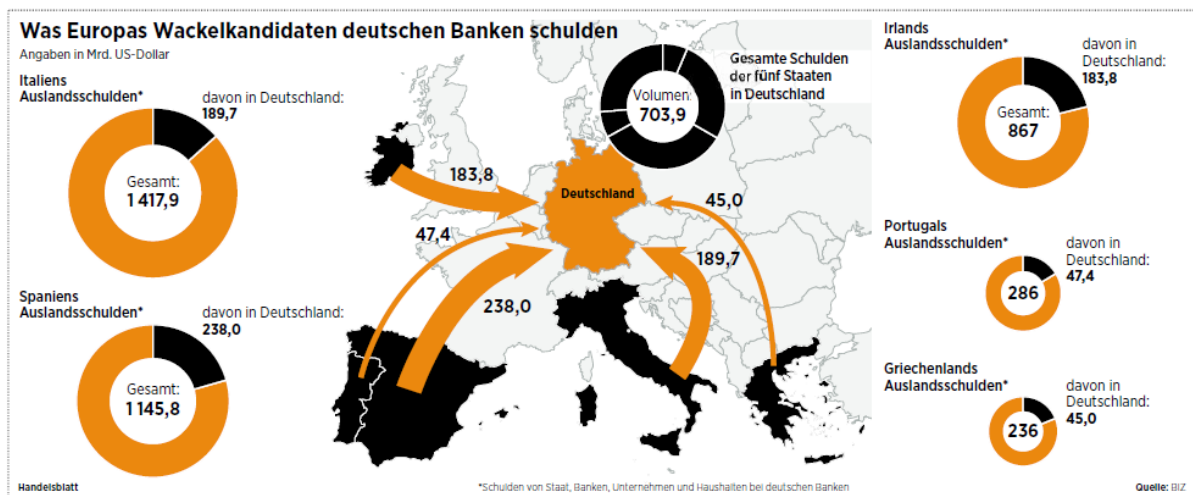 Was Europas Wackelkandidaten deutschen Banken schulden
Angaben in Mrd. US-Dollar
Italiens
Auslandsschulden*
davon in Deutschland:
189,7
Gesamt:
1 417,9
Spaniens
Auslandsschulden*
davon in Deutschland:
238,0
Gesamt:
1 145,8
Volumen:
703,9
Gesamte Schulden
der fünf Staaten
in Deutschland
183,8
Deutschland
45,0
47,4
189,7
238,0
Irlands
Auslandsschulden*
davon in
Deutschland:
183,8
Gesamt:
867
Portugals
Auslandsschulden*
davon in
Deutschland:
47,4
286
Griechenlands
Auslandsschulden*
davon in
Deutschland:
45,0
236
Handelsblatt
*Schulden von Staat, Banken, Unternehmen und Haushalten bei deutschen Banken
Quelle: BIZ